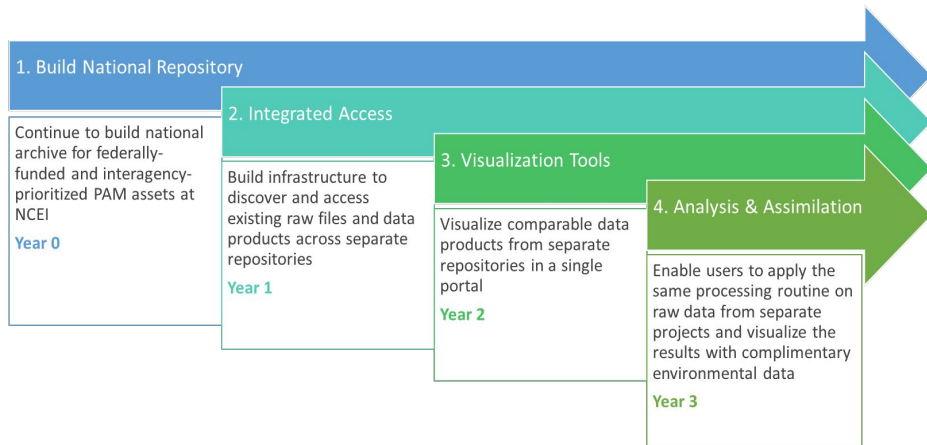 1. Build National Repository
Continue to build national
archive for federally-
funded and interagency-
prioritized PAM assets at
NCEI
Year 0
2. Integrated Access
Build infrastructure to
discover and access
existing raw files and data
products across separate
repositories
Year 1
3. Visualization Tools
Visualize comparable data
products from separate
repositories in a single
portal
Year 2
4. Analysis & Assimilation
Enable users to apply the
same processing routine on
raw data from separate
projects and visualize the
results with complimentary
environmental data
Year 3